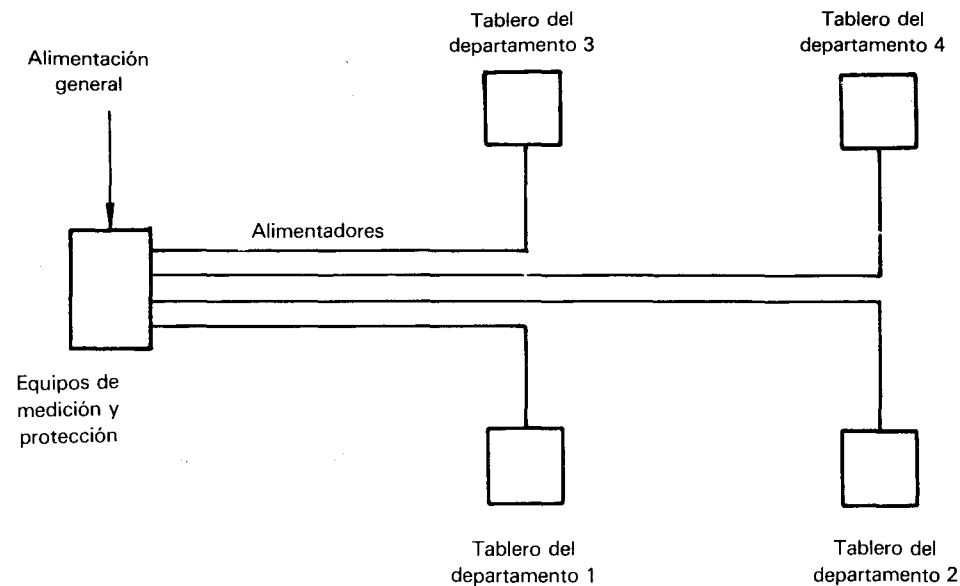 Tablero del
departamento 3
Tablero del
departamento 4
Alimentación
general
Alimentadores
Equipos de
medición y
protección
Tablero del
departamento 1
Tablero del
departamento 2